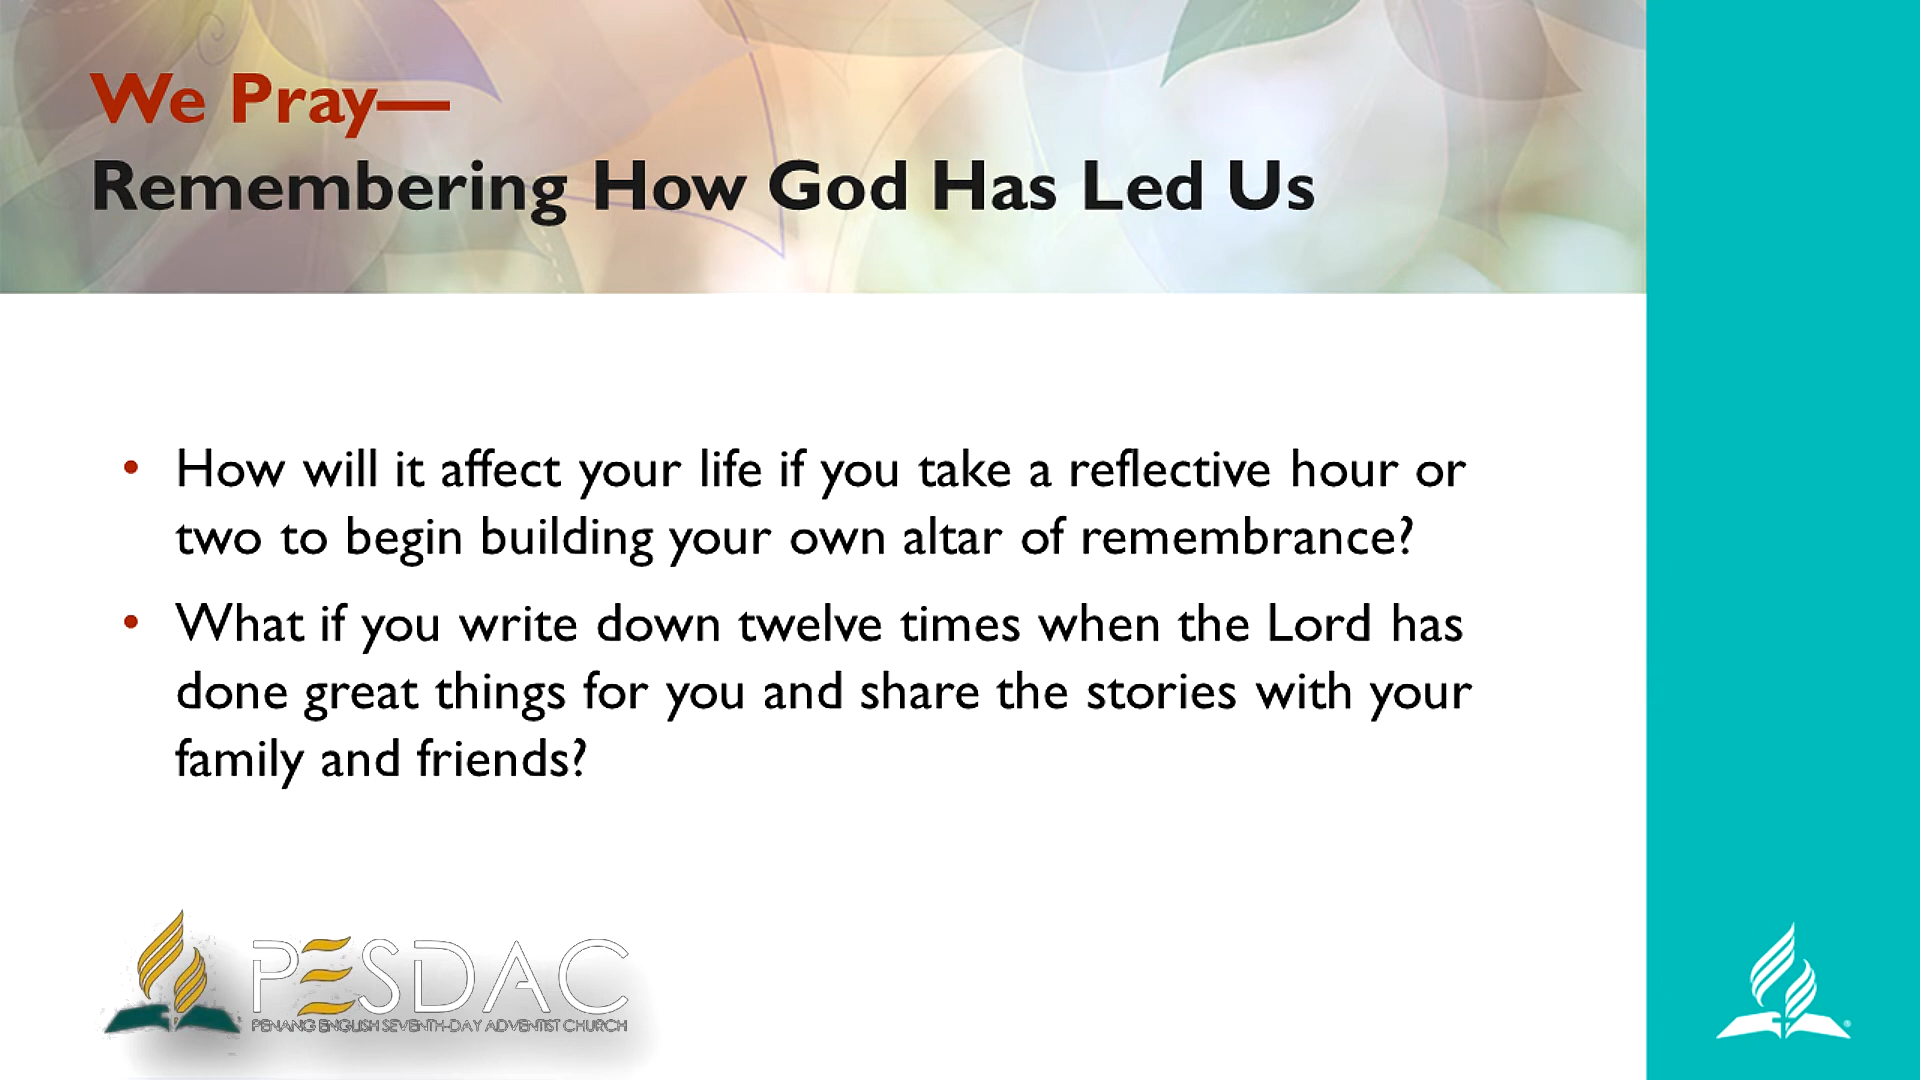 We Pray—
Remembering How God Has Led Us
• How will it affect your life if you take a reflective hour or
two to begin building your own altar of remembrance?
• What if you write down twelve times when the Lord has
done great things for you and share the stories with your
family and friends?
PESDAC
PENANG ENGLISH SEVENTH-DAY ADVENTIST CHURCH
®